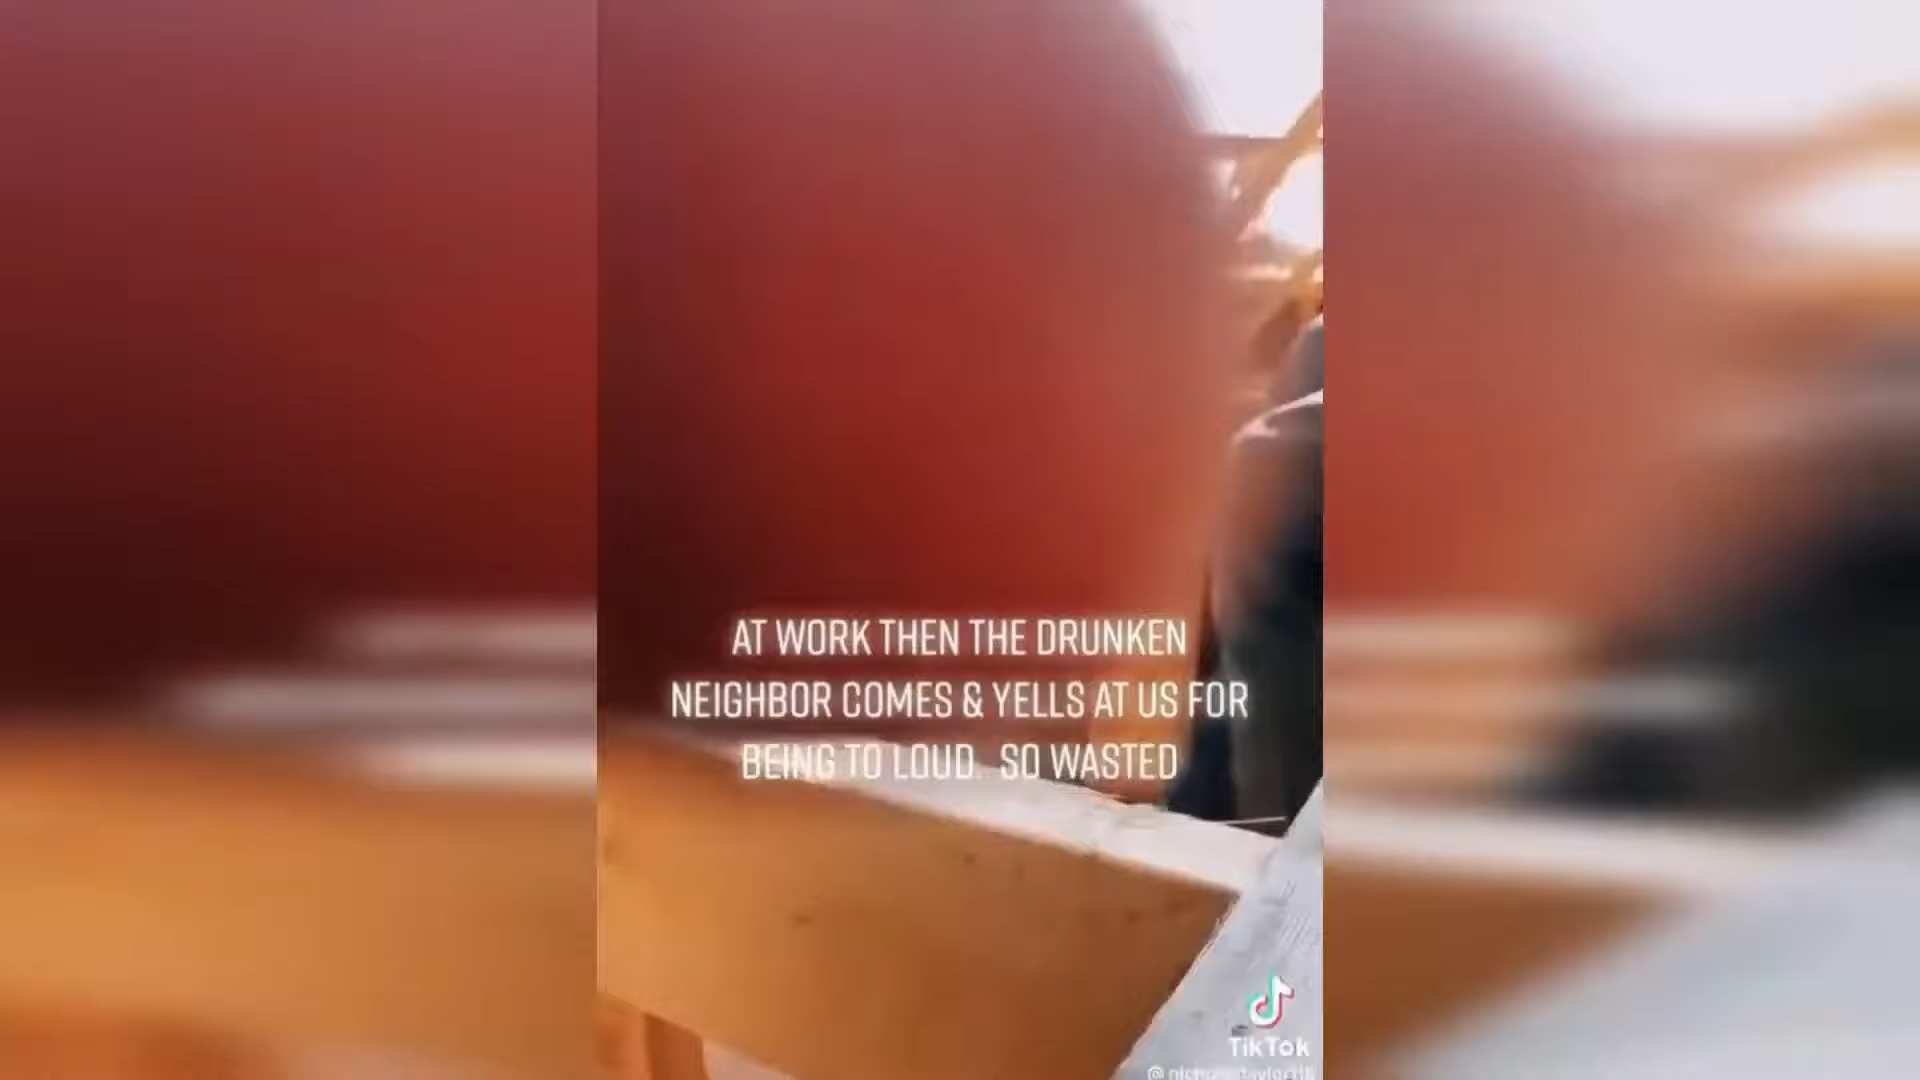 AT WORK THEN THE DRUNKEN
NEIGHBOR COMES & YELLS AT US FOR
BEING TO LOUD. SO WASTED
TikTok